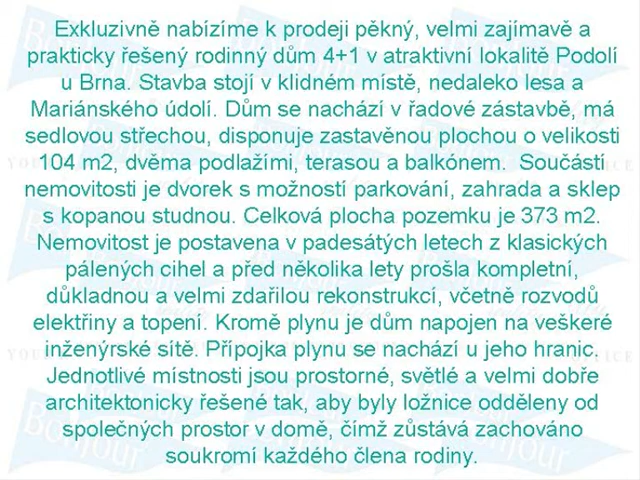 Exkluzivně nabízíme k prodeji pěkný, velmi zajímavě a
prakticky řešený rodinný dům 4+1 v atraktivní lokalitě Podolí
u Brna. Stavba stojí v klidném místě, nedaleko lesa a
Mariánského údolí. Dům se nachází v řadové zástavbě, má
sedlovou střechou, disponuje zastavěnou plochou o velikosti
104 m2, dvěma podlažími, terasou a balkónem.  Součástí
nemovitosti je dvorek s možností parkování, zahrada a sklep
s kopanou studnou. Celková plocha pozemku je 373 m2.
Nemovitost je postavena v padesátých letech z klasických
pálených cihel a před několika lety prošla kompletní,
důkladnou a velmi zdařilou rekonstrukcí, včetně rozvodů
elektřiny a topení. Kromě plynu je dům napojen na veškeré
inženýrské sítě. Přípojka plynu se nachází u jeho hranic.
Jednotlivé místnosti jsou prostorné, světlé a velmi dobře
architektonicky řešené tak, aby byly ložnice odděleny od
společných prostor v domě, čímž zůstává zachováno
soukromí každého člena rodiny.